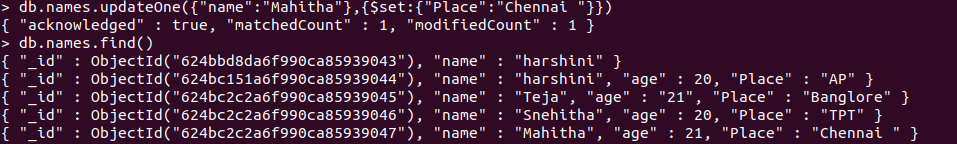 > db.names.updateOne({"name":"Mahitha"},{$set:{"Place":"Chennai "}})
{ "acknowledged" : true, "matchedCount" : 1, "modifiedCount" : 1 }
> db.names.find()
{ "_id" : ObjectId("624bbd8da6f990ca85939043"), "name" : "harshini" }
{ "_id" : ObjectId("624bc151a6f990ca85939044"), "name" : "harshini", "age" : 20, "Place" : "AP" }
{ "_id" : ObjectId("624bc2c2a6f990ca85939045"), "name" : "Teja", "age" : "21", "Place" : "Banglore" }
{ "_id" : ObjectId("624bc2c2a6f990ca85939046"), "name" : "Snehitha", "age" : 20, "Place" : "TPT" }
{ "_id" : ObjectId("624bc2c2a6f990ca85939047"), "name" : "Mahitha", "age" : 21, "Place" : "Chennai " }